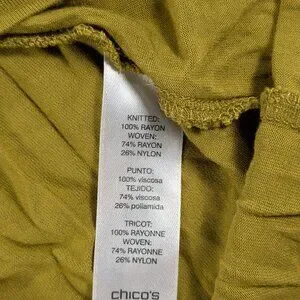 KNITTED:
100% RAYON
WOVEN:
74% RAYON
26% NYLON
PUNTO:
100% viscosa
TEJIDO:
74% viscosa
26% poliamida
TRICOT:
100% RAYONNE
WOVEN:
74% RAYONNE
26% NYLON
chico's